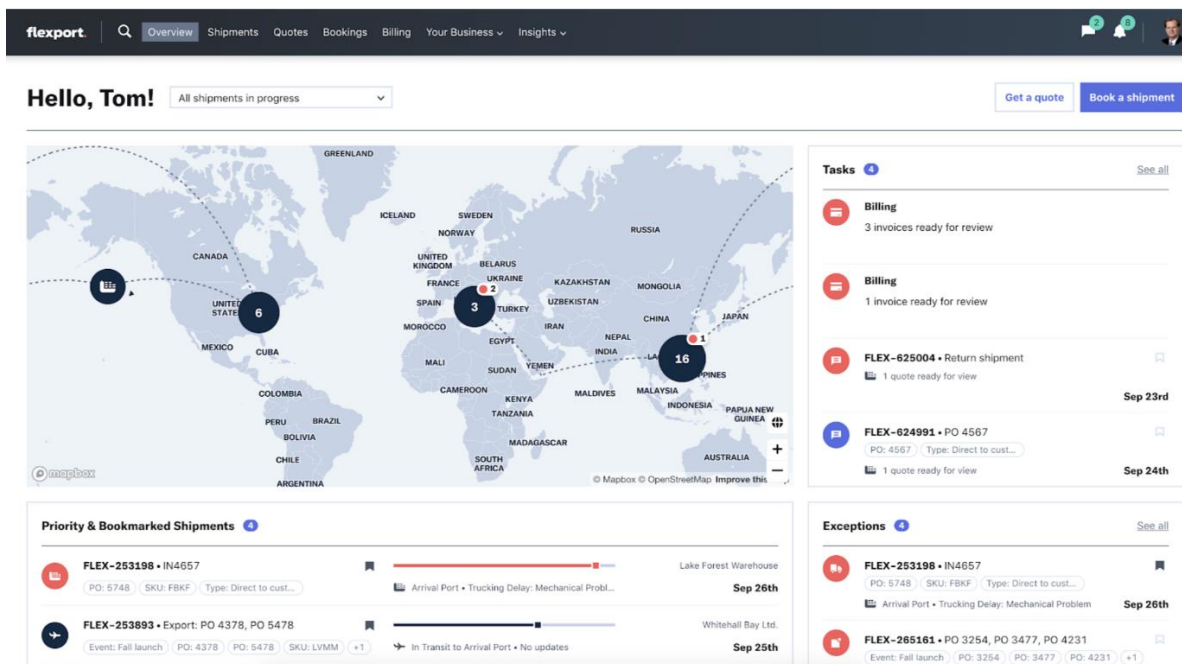 flexport.
Overview Shipments Quotes Bookings Billing Your Business Insights
2 8
Hello, Tom!
All shipments in progress
Get a quote
Book a shipment
GREENLAND
ICELAND
SWEDEN
NORWAY
RUSSIA
CANADA
UNITED
KINGDOM
BELARUS
UKRAINE
FRANCE
KAZAKHSTAN
MONGOLIA
2
SPAIN
3
TURKEY
UZBEKISTAN
UNITED
STATE
6
CHINA
JAPAN
MOROCCO
IRAN
1
EGYPT
NEPAL
MEXICO
CUBA
INDIA
LA
16
MALI
SUDAN
YEMEN
PPINES
COLOMBIA
CAMEROON
KENYA
MALDIVES
MALAYSIA
INDONESIA
PAPUA NEW
GUINEA
TANZANIA
PERU
BRAZIL
BOLIVIA
MADAGASCAR
CHILE
SOUTH
AFRICA
AUSTRALIA
mapbox
ARGENTINA
© Mapbox © OpenStreetMap Improve this
Tasks 4
See all
Billing
3 invoices ready for review
Billing
1 invoice ready for review
FLEX-625004 • Return shipment
1 quote ready for view
Sep 23rd
FLEX-624991 • PO 4567
PO: 4567 Type: Direct to cust...
1 quote ready for view
Sep 24th
Priority & Bookmarked Shipments 4
FLEX-253198 • IN4657
PO: 5748 SKU: FBKF Type: Direct to cust...
Lake Forest Warehouse
Arrival Port • Trucking Delay: Mechanical Probl...
Sep 26th
FLEX-253893 • Export: PO 4378, PO 5478
Event: Fall launch PO: 4378 PO: 5478 SKU: LVMM +1
Whitehall Bay Ltd.
In Transit to Arrival Port • No updates
Sep 25th
Exceptions 4
See all
FLEX-253198 • IN4657
PO: 5748 SKU: FBKF Type: Direct to cust...
Arrival Port • Trucking Delay: Mechanical Problem
Sep 26th
FLEX-265161 • PO 3254, PO 3477, PO 4231
Event: Fall launch PO: 3254 PO: 3477 PO: 4231 +1